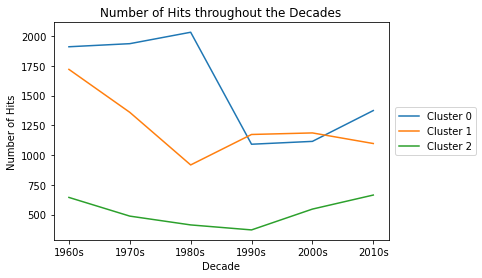 Number of Hits throughout the Decades
Number of Hits
2000
1750
1500
1250
1000
750
500
1960s 1970s 1980s 1990s 2000s 2010s
Decade
Cluster 0
Cluster 1
Cluster 2